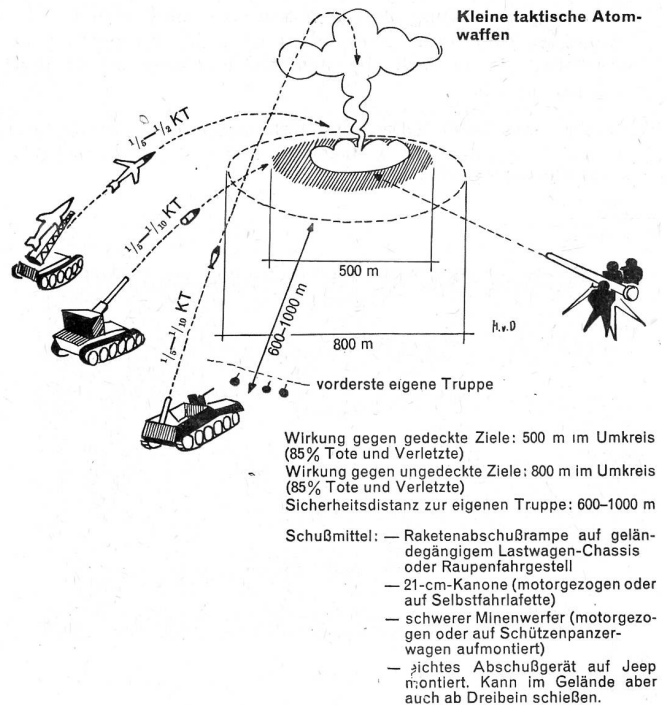 Kleine taktische Atom-
waffen
1/5—1/2 KT
1/5—1/10 KT
1/5—1/10 KT
500 m
600–1000 m
800 m
H.v.D
vorderste eigene Truppe
Wirkung gegen gedeckte Ziele: 500 m im Umkreis
(85% Tote und Verletzte)
Wirkung gegen ungedeckte Ziele: 800 m im Umkreis
(85% Tote und Verletzte)
Sicherheitsdistanz zur eigenen Truppe: 600–1000 m
Schußmittel: — Raketenabschußrampe auf gelän-
degängigem Lastwagen-Chassis
oder Raupenfahrgestell
— 21-cm-Kanone (motorgezogen oder
auf Selbstfahrlafette)
— schwerer Minenwerfer (motorgezo-
gen oder auf Schützenpanzer-
wagen aufmontiert)
— leichtes Abschußgerät auf Jeep
montiert. Kann im Gelände aber
auch ab Dreibein schießen.